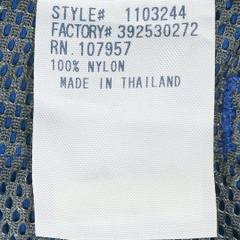 STYLE# 1103244
FACTORY# 392530272
RN. 107957
100% NYLON
MADE IN THAILAND